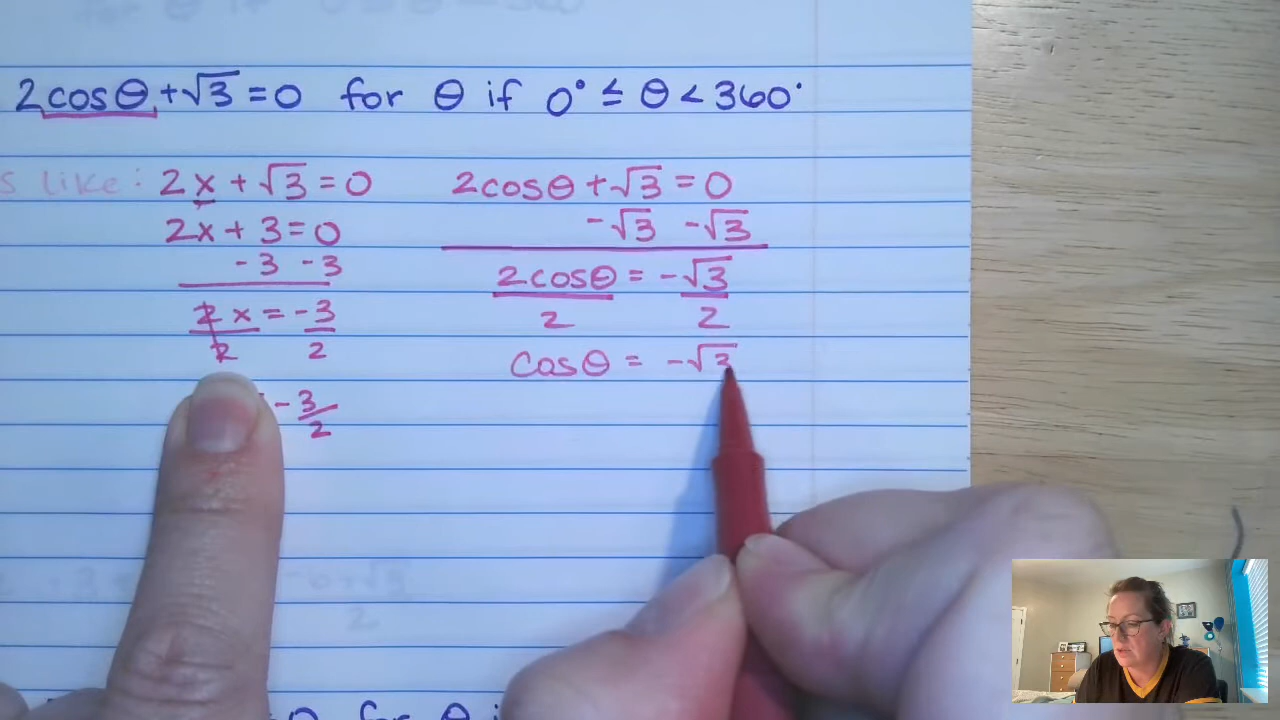 2cosθ + √3 = 0 for θ if 0° ≤ θ < 360°
s like: 2x + √3 = 0
2x + 3 = 0
-3 -3
2x = -3
2 2
-3
2
2cosθ + √3 = 0
-√3 -√3
2cosθ = -√3
2 2
cosθ = -√3
for θ